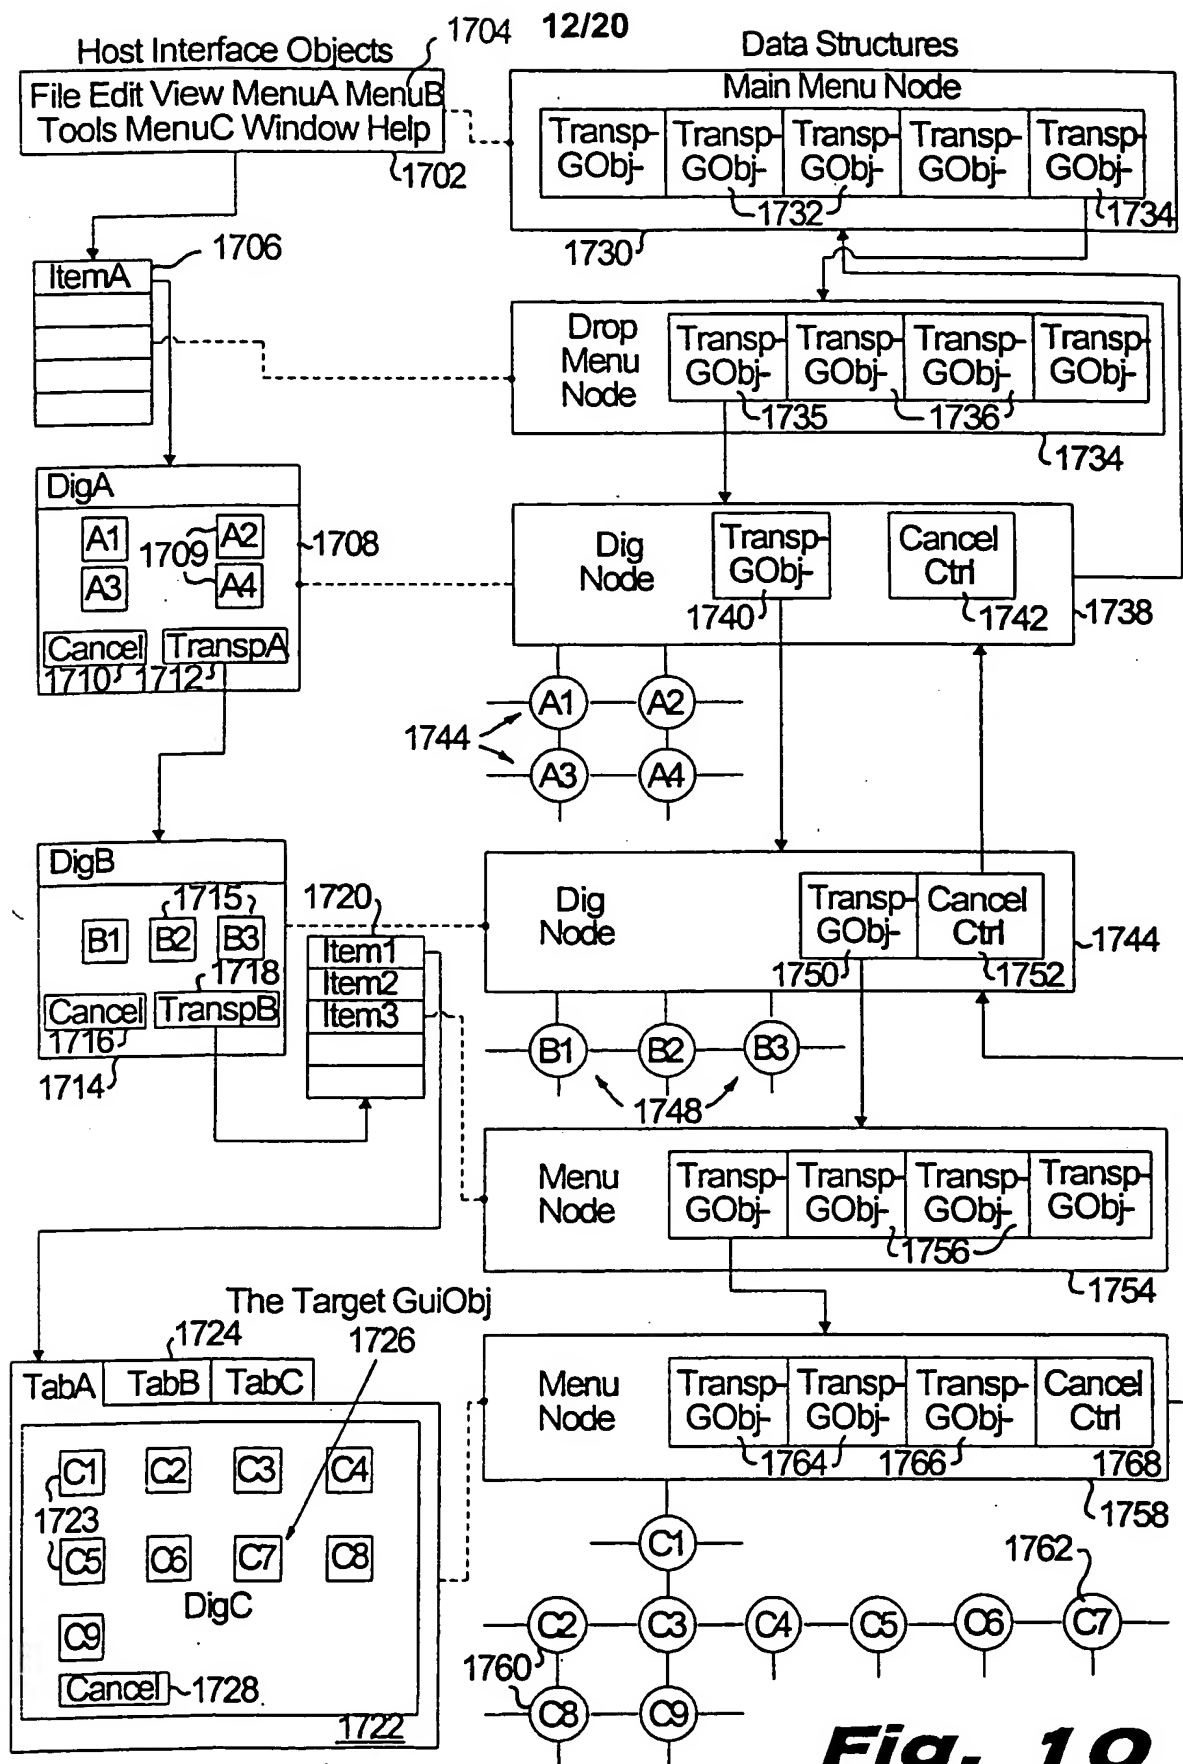 12/20
Host Interface Objects
1704
Data Structures
File Edit View MenuA MenuB
Tools MenuC Window Help
1702
Main Menu Node
Transp-
GObj-
Transp-
GObj-
Transp-
GObj-
Transp-
GObj-
Transp-
GObj-
1732
1734
1730
1706
ItemA
Drop
Menu
Node
Transp-
GObj-
Transp-
GObj-
Transp-
GObj-
Transp-
GObj-
1735
1736
1734
DigA
A1
A2
1709
A3
A4
1708
Cancel
TranspA
1710
1712
Dig
Node
Transp-
GObj-
Cancel
Ctrl
1740
1742
1738
A1
A2
1744
A3
A4
DigB
1715
B1
B2
B3
1718
Cancel
TranspB
1716
1714
1720
Item1
Item2
Item3
Dig
Node
Transp-
GObj-
Cancel
Ctrl
1750
1752
1744
B1
B2
B3
1748
Menu
Node
Transp-
GObj-
Transp-
GObj-
Transp-
GObj-
Transp-
GObj-
1756
1754
The Target GuiObj
1724
1726
TabA
TabB
TabC
C1
C2
C3
C4
1723
C5
C6
C7
C8
DigC
C9
Cancel
1728
1722
Menu
Node
Transp-
GObj-
Transp-
GObj-
Transp-
GObj-
Cancel
Ctrl
1764
1766
1768
1758
C1
1762
C2
C3
C4
C5
C6
C7
1760
C8
C9
Fig. 10